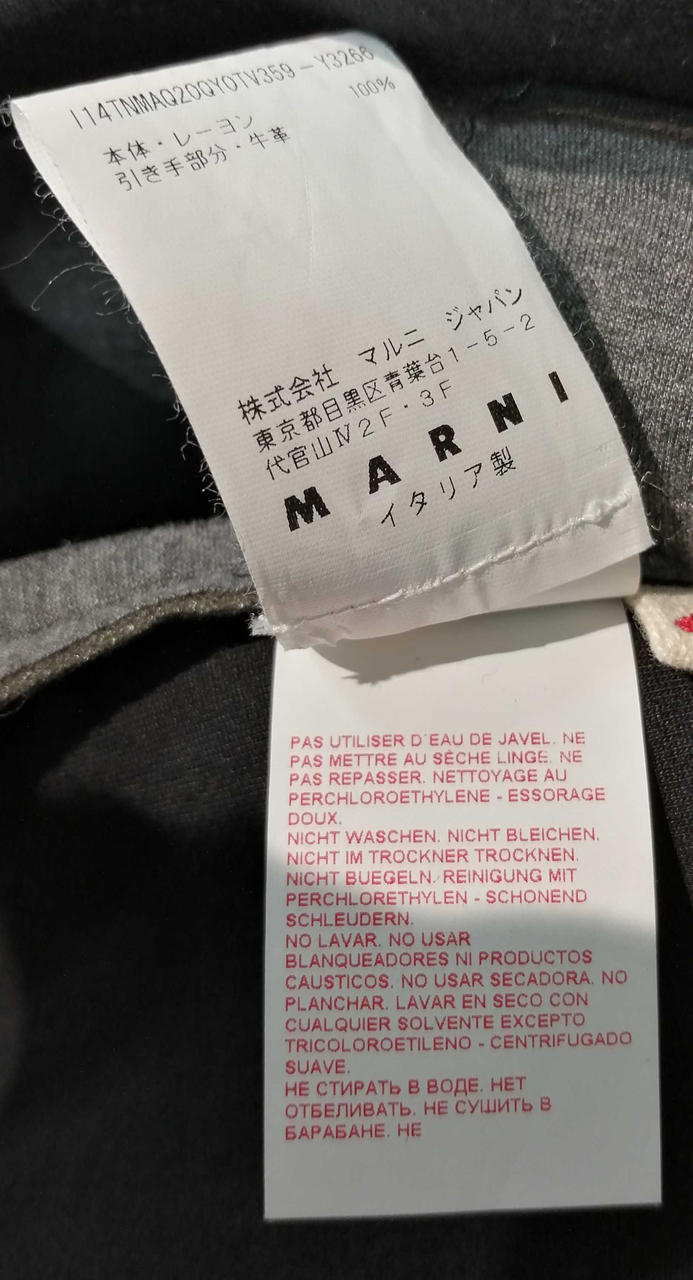 I14TNMAQ20QY0TV359-Y3266
100%
本体・レーヨン
引き手部分・牛革
株式会社 マルニ ジャパン
東京都目黒区青葉台1-5-2
代官山Ⅳ2F・3F
MARNI
イタリア製
PAS UTILISER D'EAU DE JAVEL. NE
PAS METTRE AU SÈCHE LINGE. NE
PAS REPASSER. NETTOYAGE AU
PERCHLOROETHYLENE - ESSORAGE
DOUX.
NICHT WASCHEN. NICHT BLEICHEN.
NICHT IM TROCKNER TROCKNEN.
NICHT BUEGELN. REINIGUNG MIT
PERCHLORETHYLEN - SCHONEND
SCHLEUDERN.
NO LAVAR. NO USAR
BLANQUEADORES NI PRODUCTOS
CAUSTICOS. NO USAR SECADORA. NO
PLANCHAR. LAVAR EN SECO CON
CUALQUIER SOLVENTE EXCEPTO
TRICOLOROETILENO - CENTRIFUGADO
SUAVE.
НЕ СТИРАТЬ В ВОДЕ. НЕТ
ОТБЕЛИВАТЬ. НЕ СУШИТЬ В
БАРАБАНЕ. НЕ